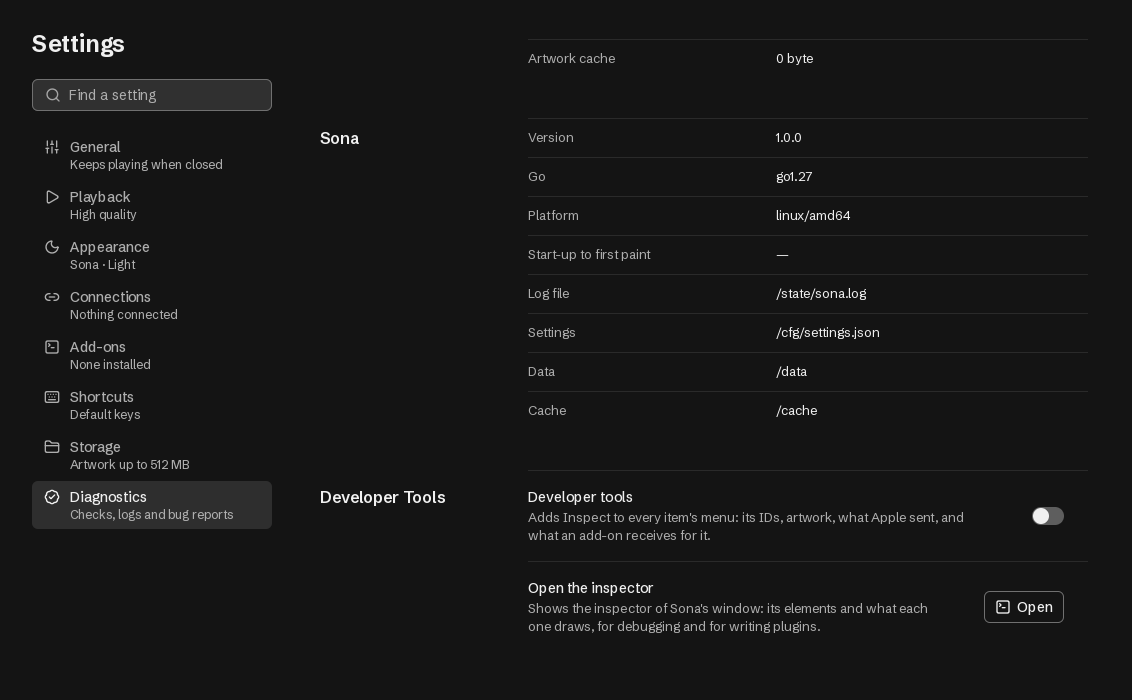 Settings
Find a setting
General
Keeps playing when closed
Playback
High quality
Appearance
Sona · Light
Connections
Nothing connected
Add-ons
None installed
Shortcuts
Default keys
Storage
Artwork up to 512 MB
Diagnostics
Checks, logs and bug reports
Artwork cache 0 byte
Sona
Version 1.0.0
Go go1.27
Platform linux/amd64
Start-up to first paint —
Log file /state/sona.log
Settings /cfg/settings.json
Data /data
Cache /cache
Developer Tools
Developer tools
Adds Inspect to every item's menu: its IDs, artwork, what Apple sent, and
what an add-on receives for it.
Open the inspector
Shows the inspector of Sona's window: its elements and what each
one draws, for debugging and for writing plugins.
Open